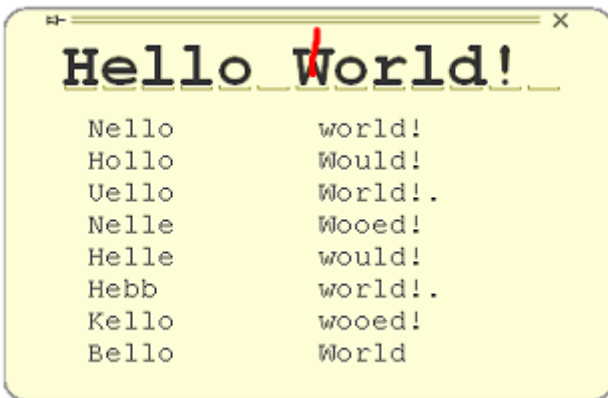 Hello World!
Nello world!
Hollo Would!
Uello World!.
Nelle Wooed!
Helle would!
Hebb world!.
Kello wooed!
Bello World